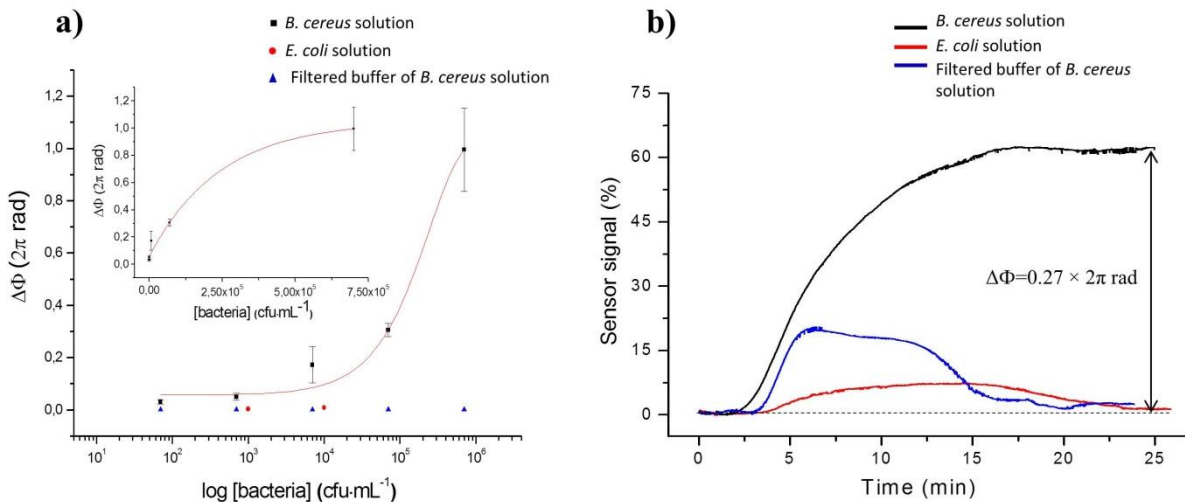 a)
B. cereus solution
E. coli solution
Filtered buffer of B. cereus solution
1,2
1,0
0,8
0,6
0,4
0,2
0,0
ΔΦ (2π rad)
1,2
1,0
0,8
0,6
0,4
0,2
0,0
ΔΦ (2π rad)
0,00 2,50x10⁵ 5,00x10⁵ 7,50x10⁵
[bacteria] (cfu·mL⁻¹)
10¹ 10² 10³ 10⁴ 10⁵ 10⁶
log [bacteria] (cfu·mL⁻¹)
b)
B. cereus solution
E. coli solution
Filtered buffer of B. cereus
solution
75
60
45
30
15
0
Sensor signal (%)
ΔΦ=0.27 × 2π rad
0 5 10 15 20 25
Time (min)